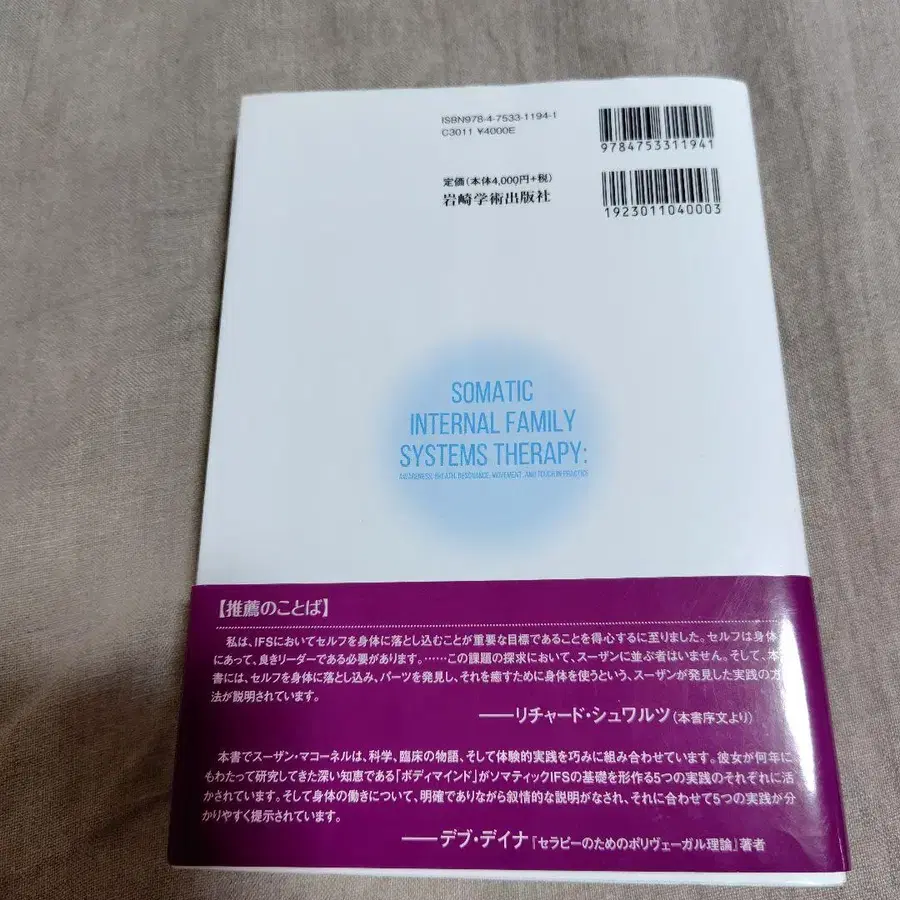 ISBN978-4-7533-1194-1
C3011 ¥4000E
9784753311941
定価(本体4,000円+税)
岩崎学術出版社
1923011040003
SOMATIC
INTERNAL FAMILY
SYSTEMS THERAPY:
AWARENESS, BREATH, RESONANCE, MOVEMENT, AND TOUCH IN PRACTICE
【推薦のことば】
私は、IFSにおいてセルフを身体に落とし込むことが重要な目標であることを得心するに至りました。セルフは身体
にあって、良きリーダーである必要があります。……この課題の探求において、スーザンに並ぶ者はいません。そして、本
書には、セルフを身体に落とし込み、パーツを発見し、それを癒すために身体を使うという、スーザンが発見した実践の方
法が説明されています。
——リチャード・シュワルツ(本書序文より)
本書でスーザン・マコーネルは、科学、臨床の物語、そして体験的実践を巧みに組み合わせています。彼女が何年に
もわたって研究してきた深い知恵である「ボディマインド」がソマティックIFSの基礎を形作る5つの実践のそれぞれに活
かされています。そして身体の働きについて、明確でありながら叙情的な説明がなされ、それに合わせて5つの実践が分
かりやすく提示されています。
——デブ・デイナ『セラピーのためのポリヴェーガル理論』著者